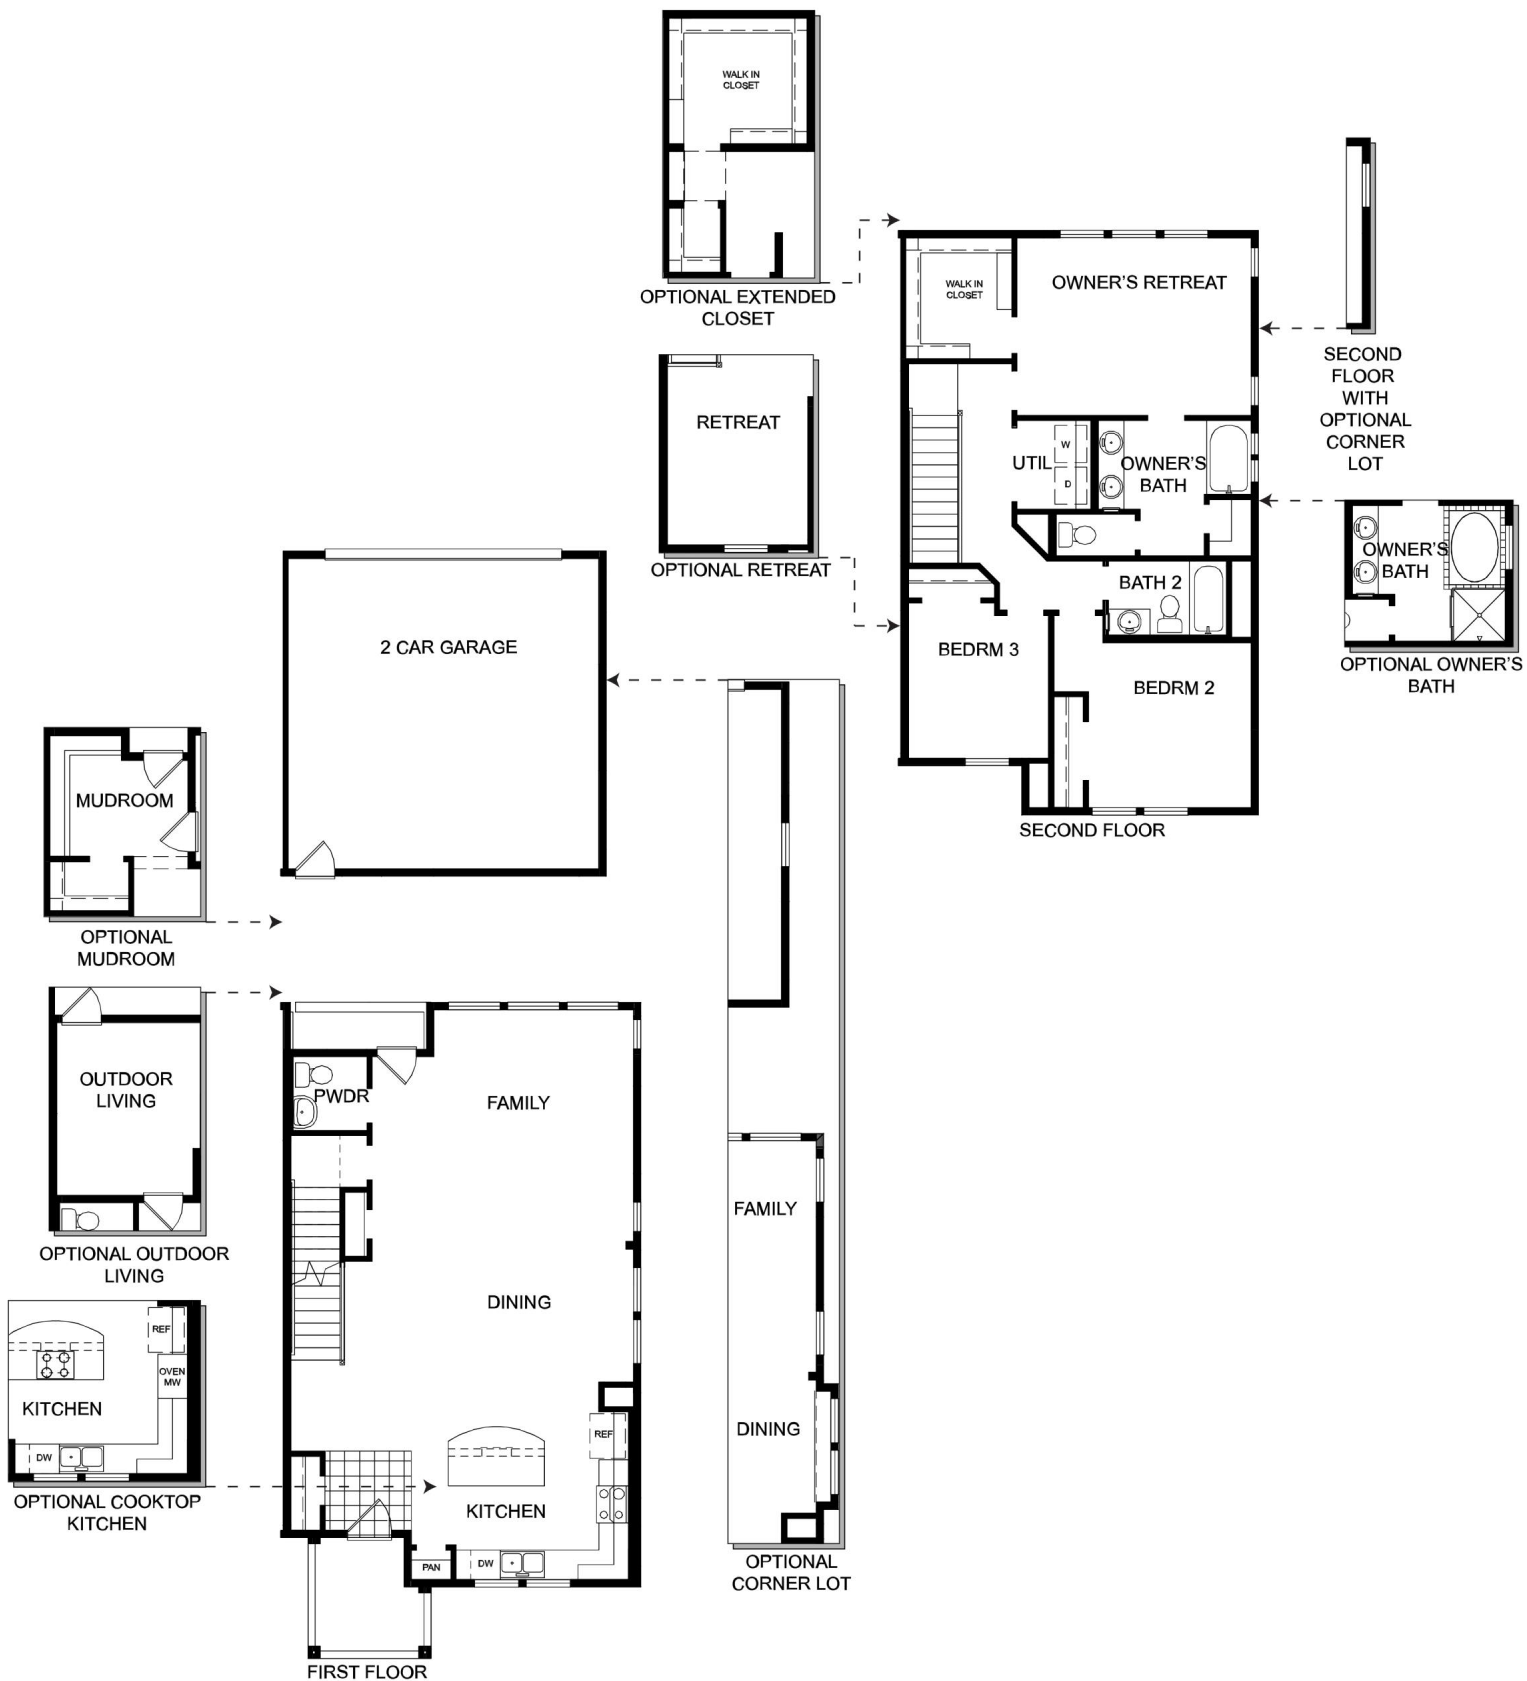 WALK IN
CLOSET
OPTIONAL EXTENDED
CLOSET
RETREAT
OPTIONAL RETREAT
WALK IN
CLOSET
OWNER'S RETREAT
UTIL
W
D
OWNER'S
BATH
BATH 2
BEDRM 3
BEDRM 2
SECOND FLOOR
SECOND
FLOOR
WITH
OPTIONAL
CORNER
LOT
OWNER'S
BATH
OPTIONAL OWNER'S
BATH
2 CAR GARAGE
MUDROOM
OPTIONAL
MUDROOM
OUTDOOR
LIVING
OPTIONAL OUTDOOR
LIVING
REF
OVEN
MW
KITCHEN
DW
OPTIONAL COOKTOP
KITCHEN
PWDR
FAMILY
DINING
REF
KITCHEN
PAN
DW
FIRST FLOOR
FAMILY
DINING
OPTIONAL
CORNER LOT